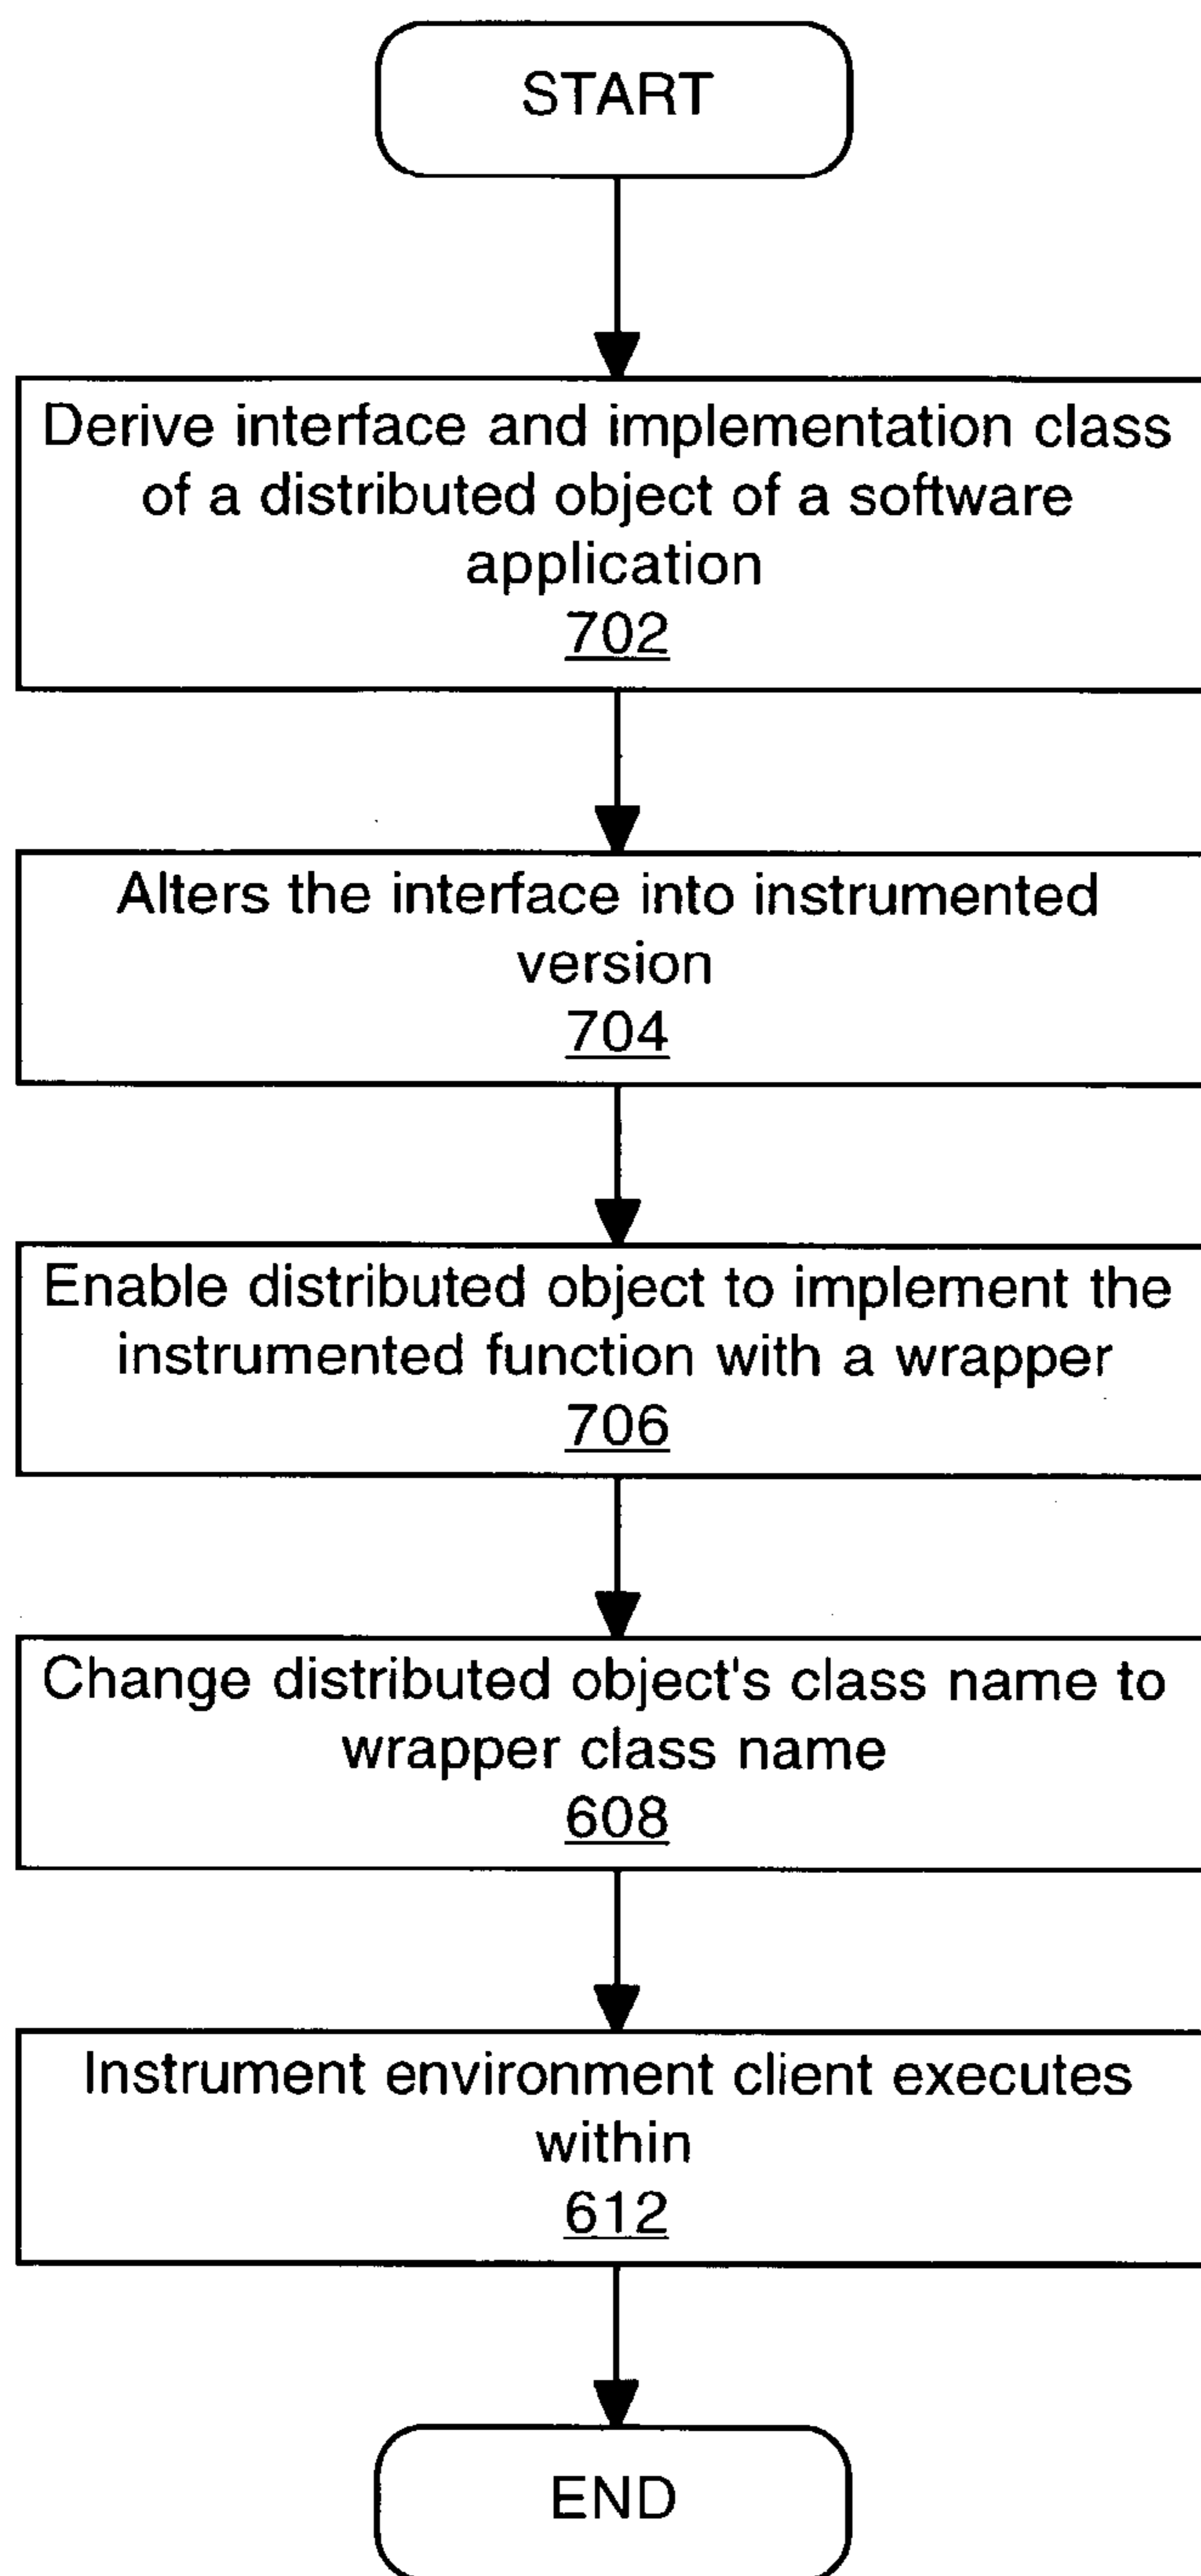 START
Derive interface and implementation class
of a distributed object of a software
application
702
Alters the interface into instrumented
version
704
Enable distributed object to implement the
instrumented function with a wrapper
706
Change distributed object's class name to
wrapper class name
608
Instrument environment client executes
within
612
END